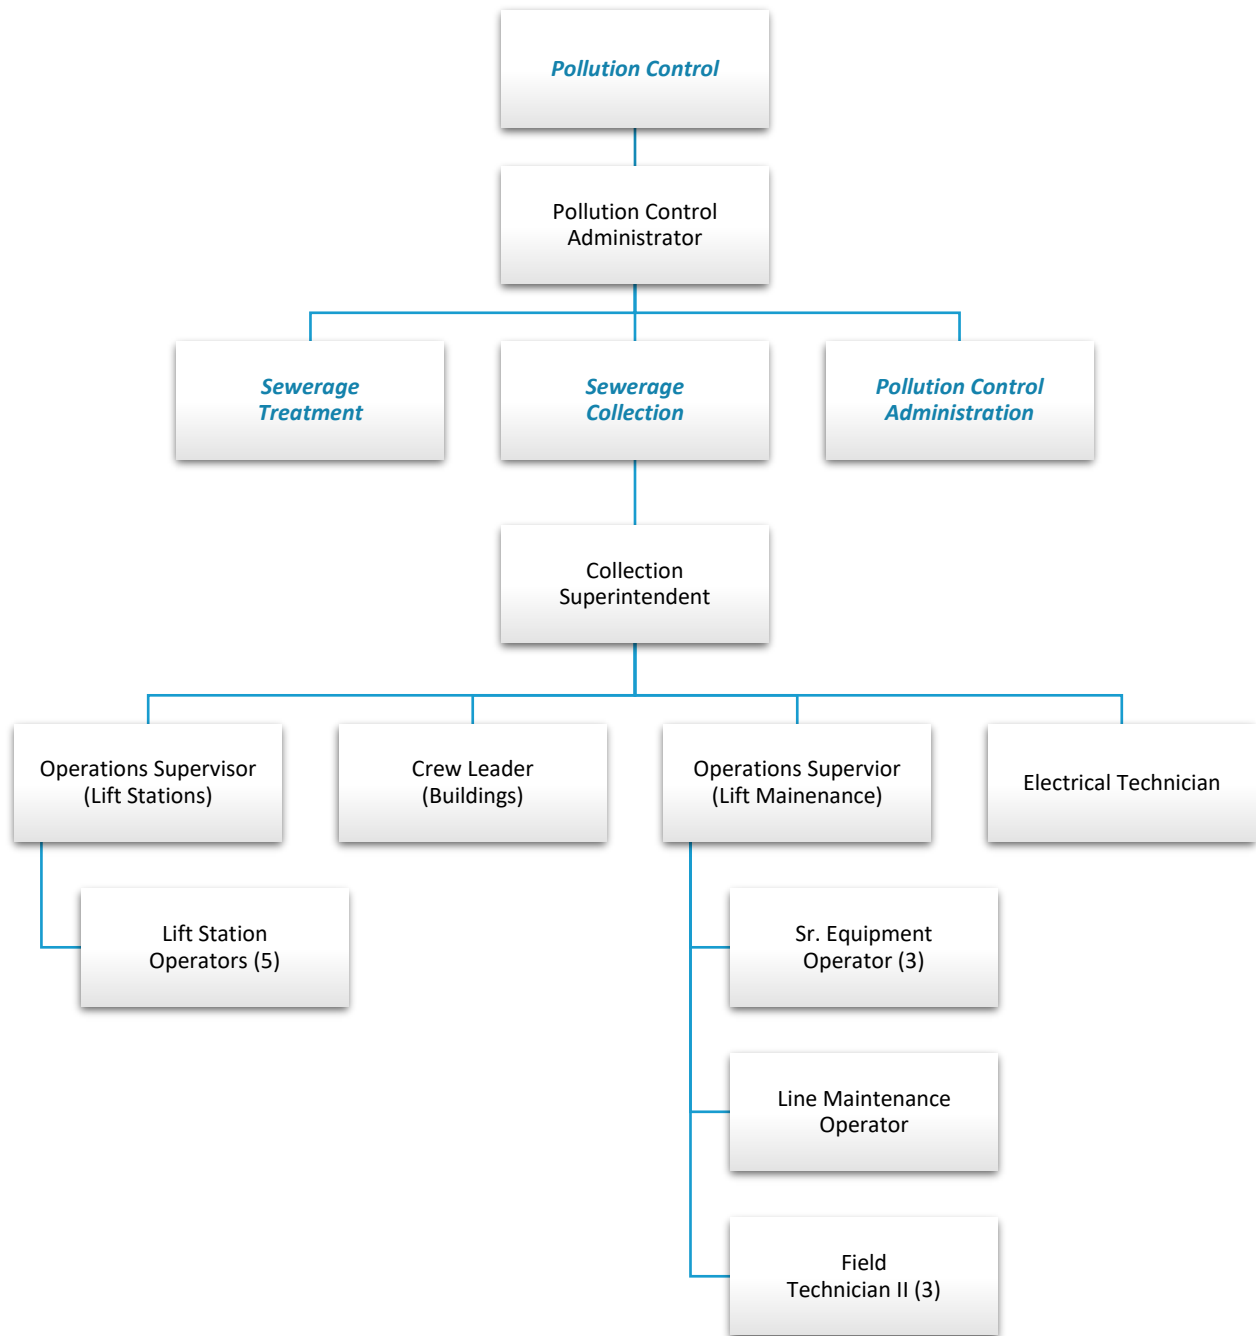 Pollution Control
Pollution Control
Administrator
Sewerage
Treatment
Sewerage
Collection
Pollution Control
Administration
Collection
Superintendent
Operations Supervisor
(Lift Stations)
Crew Leader
(Buildings)
Operations Supervior
(Lift Mainenance)
Electrical Technician
Lift Station
Operators (5)
Sr. Equipment
Operator (3)
Line Maintenance
Operator
Field
Technician II (3)